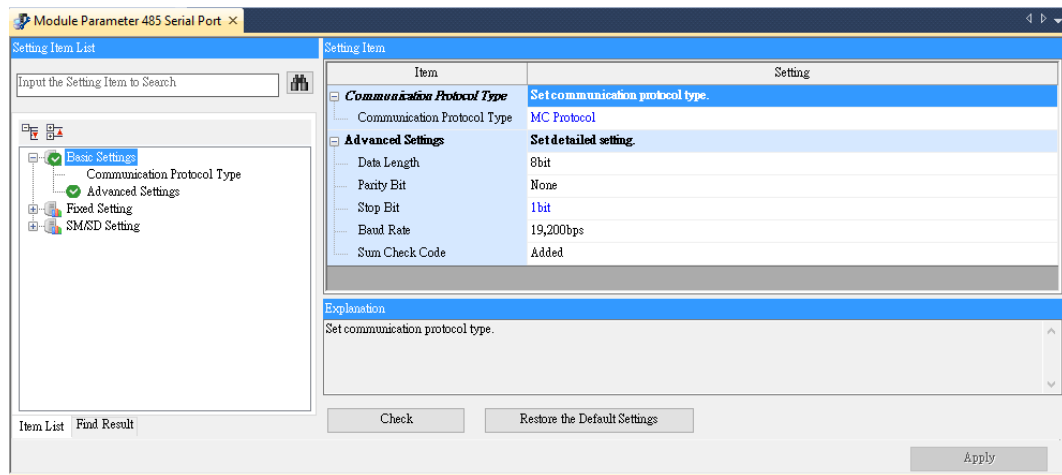 Module Parameter 485 Serial Port
Setting Item List
Input the Setting Item to Search
Basic Settings
Communication Protocol Type
Advanced Settings
Fixed Setting
SM/SD Setting
Item List Find Result
Setting Item
Item Setting
Communication Protocol Type Set communication protocol type.
Communication Protocol Type MC Protocol
Advanced Settings Set detailed setting.
Data Length 8bit
Parity Bit None
Stop Bit 1bit
Baud Rate 19,200bps
Sum Check Code Added
Explanation
Set communication protocol type.
Check Restore the Default Settings
Apply